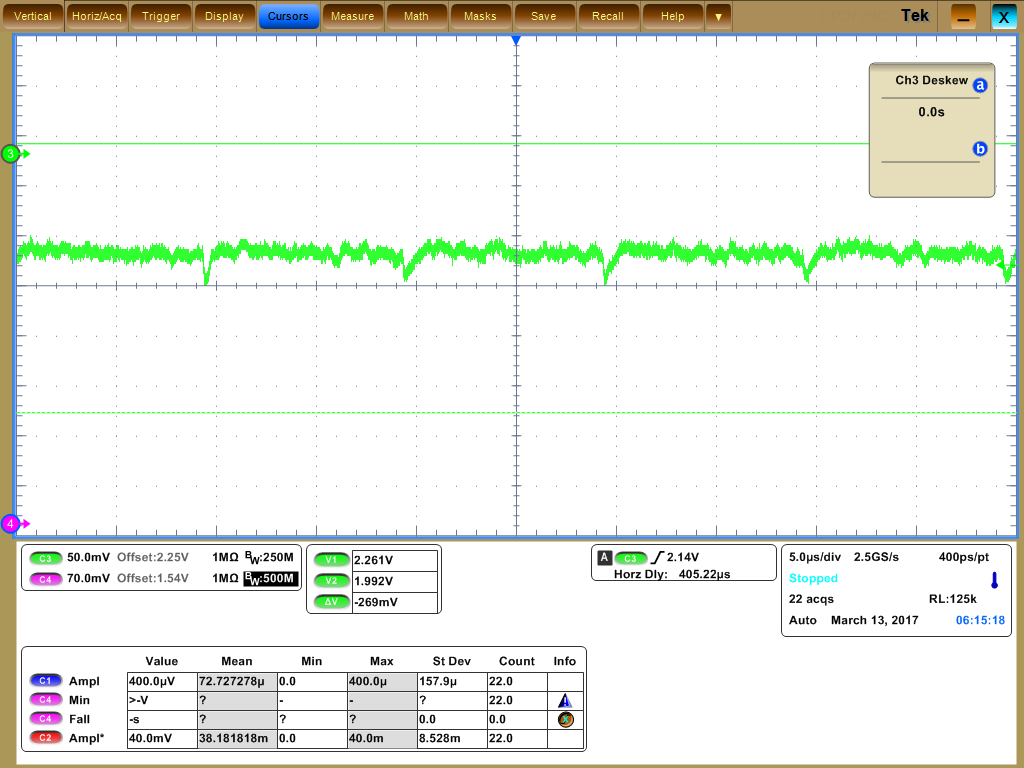 Vertical Horiz/Acq Trigger Display Cursors Measure Math Masks Save Recall Help ▼ Tek – X
Ch3 Deskew a
0.0s
b
3
4
C3 50.0mV Offset:2.25V 1MΩ BW:250M
C4 70.0mV Offset:1.54V 1MΩ BW:500M
V1 2.261V
V2 1.992V
ΔV -269mV
A C3 2.14V
Horz Dly: 405.22µs
5.0µs/div 2.5GS/s 400ps/pt
Stopped
22 acqs RL:125k
Auto March 13, 2017 06:15:18
Value Mean Min Max St Dev Count Info
C1 Ampl 400.0µV 72.727278µ 0.0 400.0µ 157.9µ 22.0
C4 Min >-V ? - - ? 22.0
C4 Fall -s ? ? ? 0.0 0.0
C2 Ampl* 40.0mV 38.181818m 0.0 40.0m 8.528m 22.0